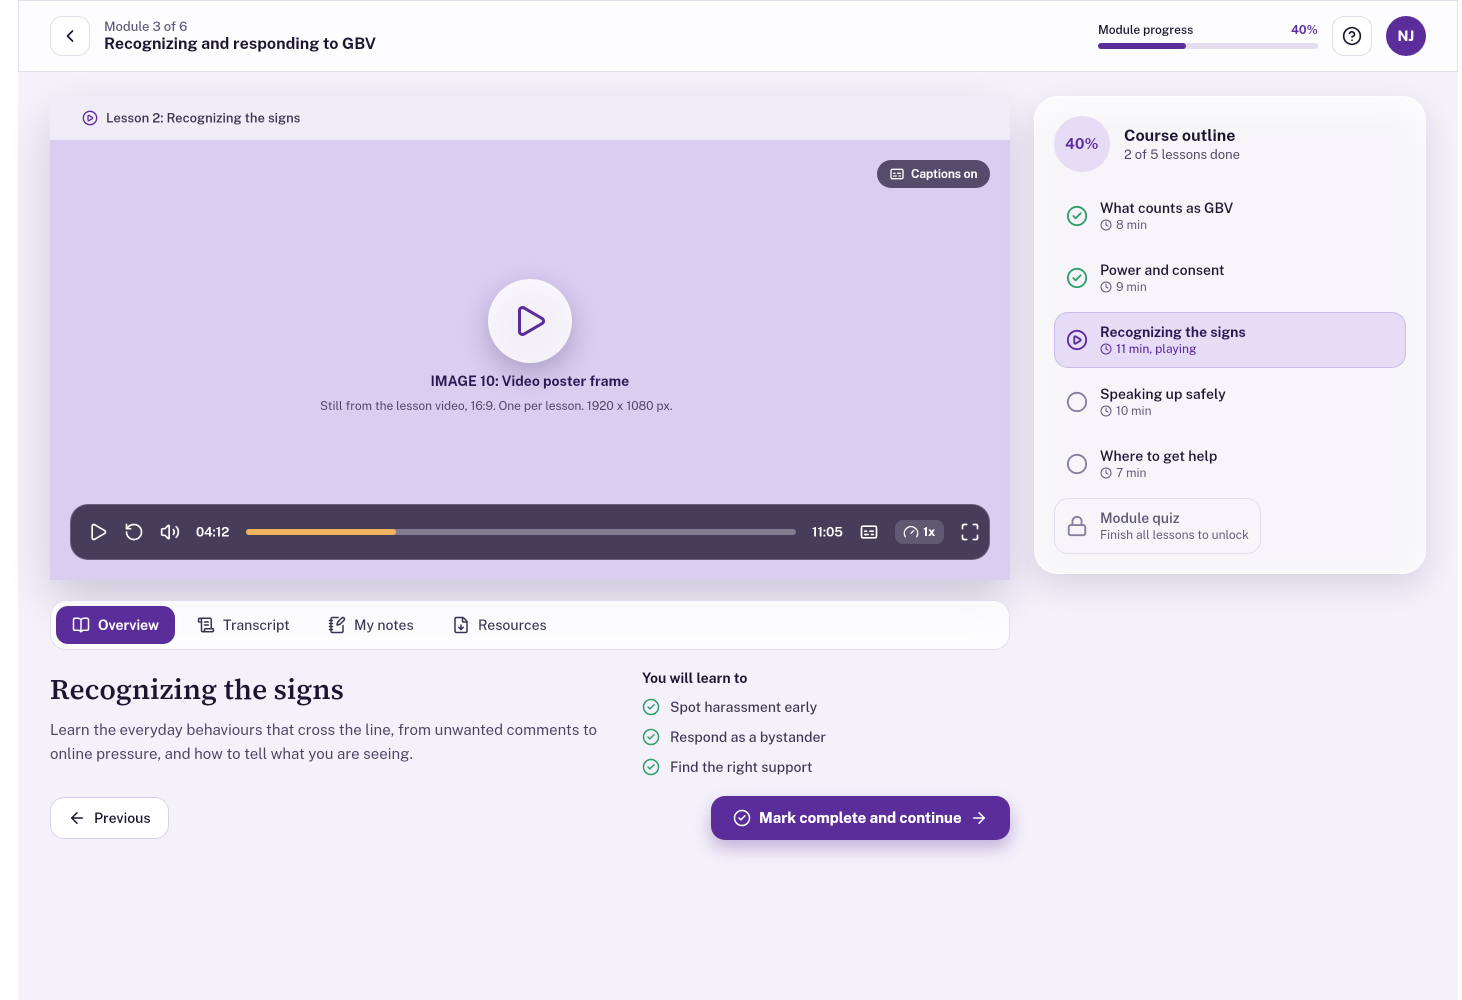 Module 3 of 6
Recognizing and responding to GBV
Module progress 40%
NJ
Lesson 2: Recognizing the signs
Captions on
IMAGE 10: Video poster frame
Still from the lesson video, 16:9. One per lesson. 1920 x 1080 px.
04:12
11:05
1x
Overview
Transcript
My notes
Resources
Recognizing the signs
Learn the everyday behaviours that cross the line, from unwanted comments to
online pressure, and how to tell what you are seeing.
You will learn to
Spot harassment early
Respond as a bystander
Find the right support
Previous
Mark complete and continue
40%
Course outline
2 of 5 lessons done
What counts as GBV
8 min
Power and consent
9 min
Recognizing the signs
11 min, playing
Speaking up safely
10 min
Where to get help
7 min
Module quiz
Finish all lessons to unlock